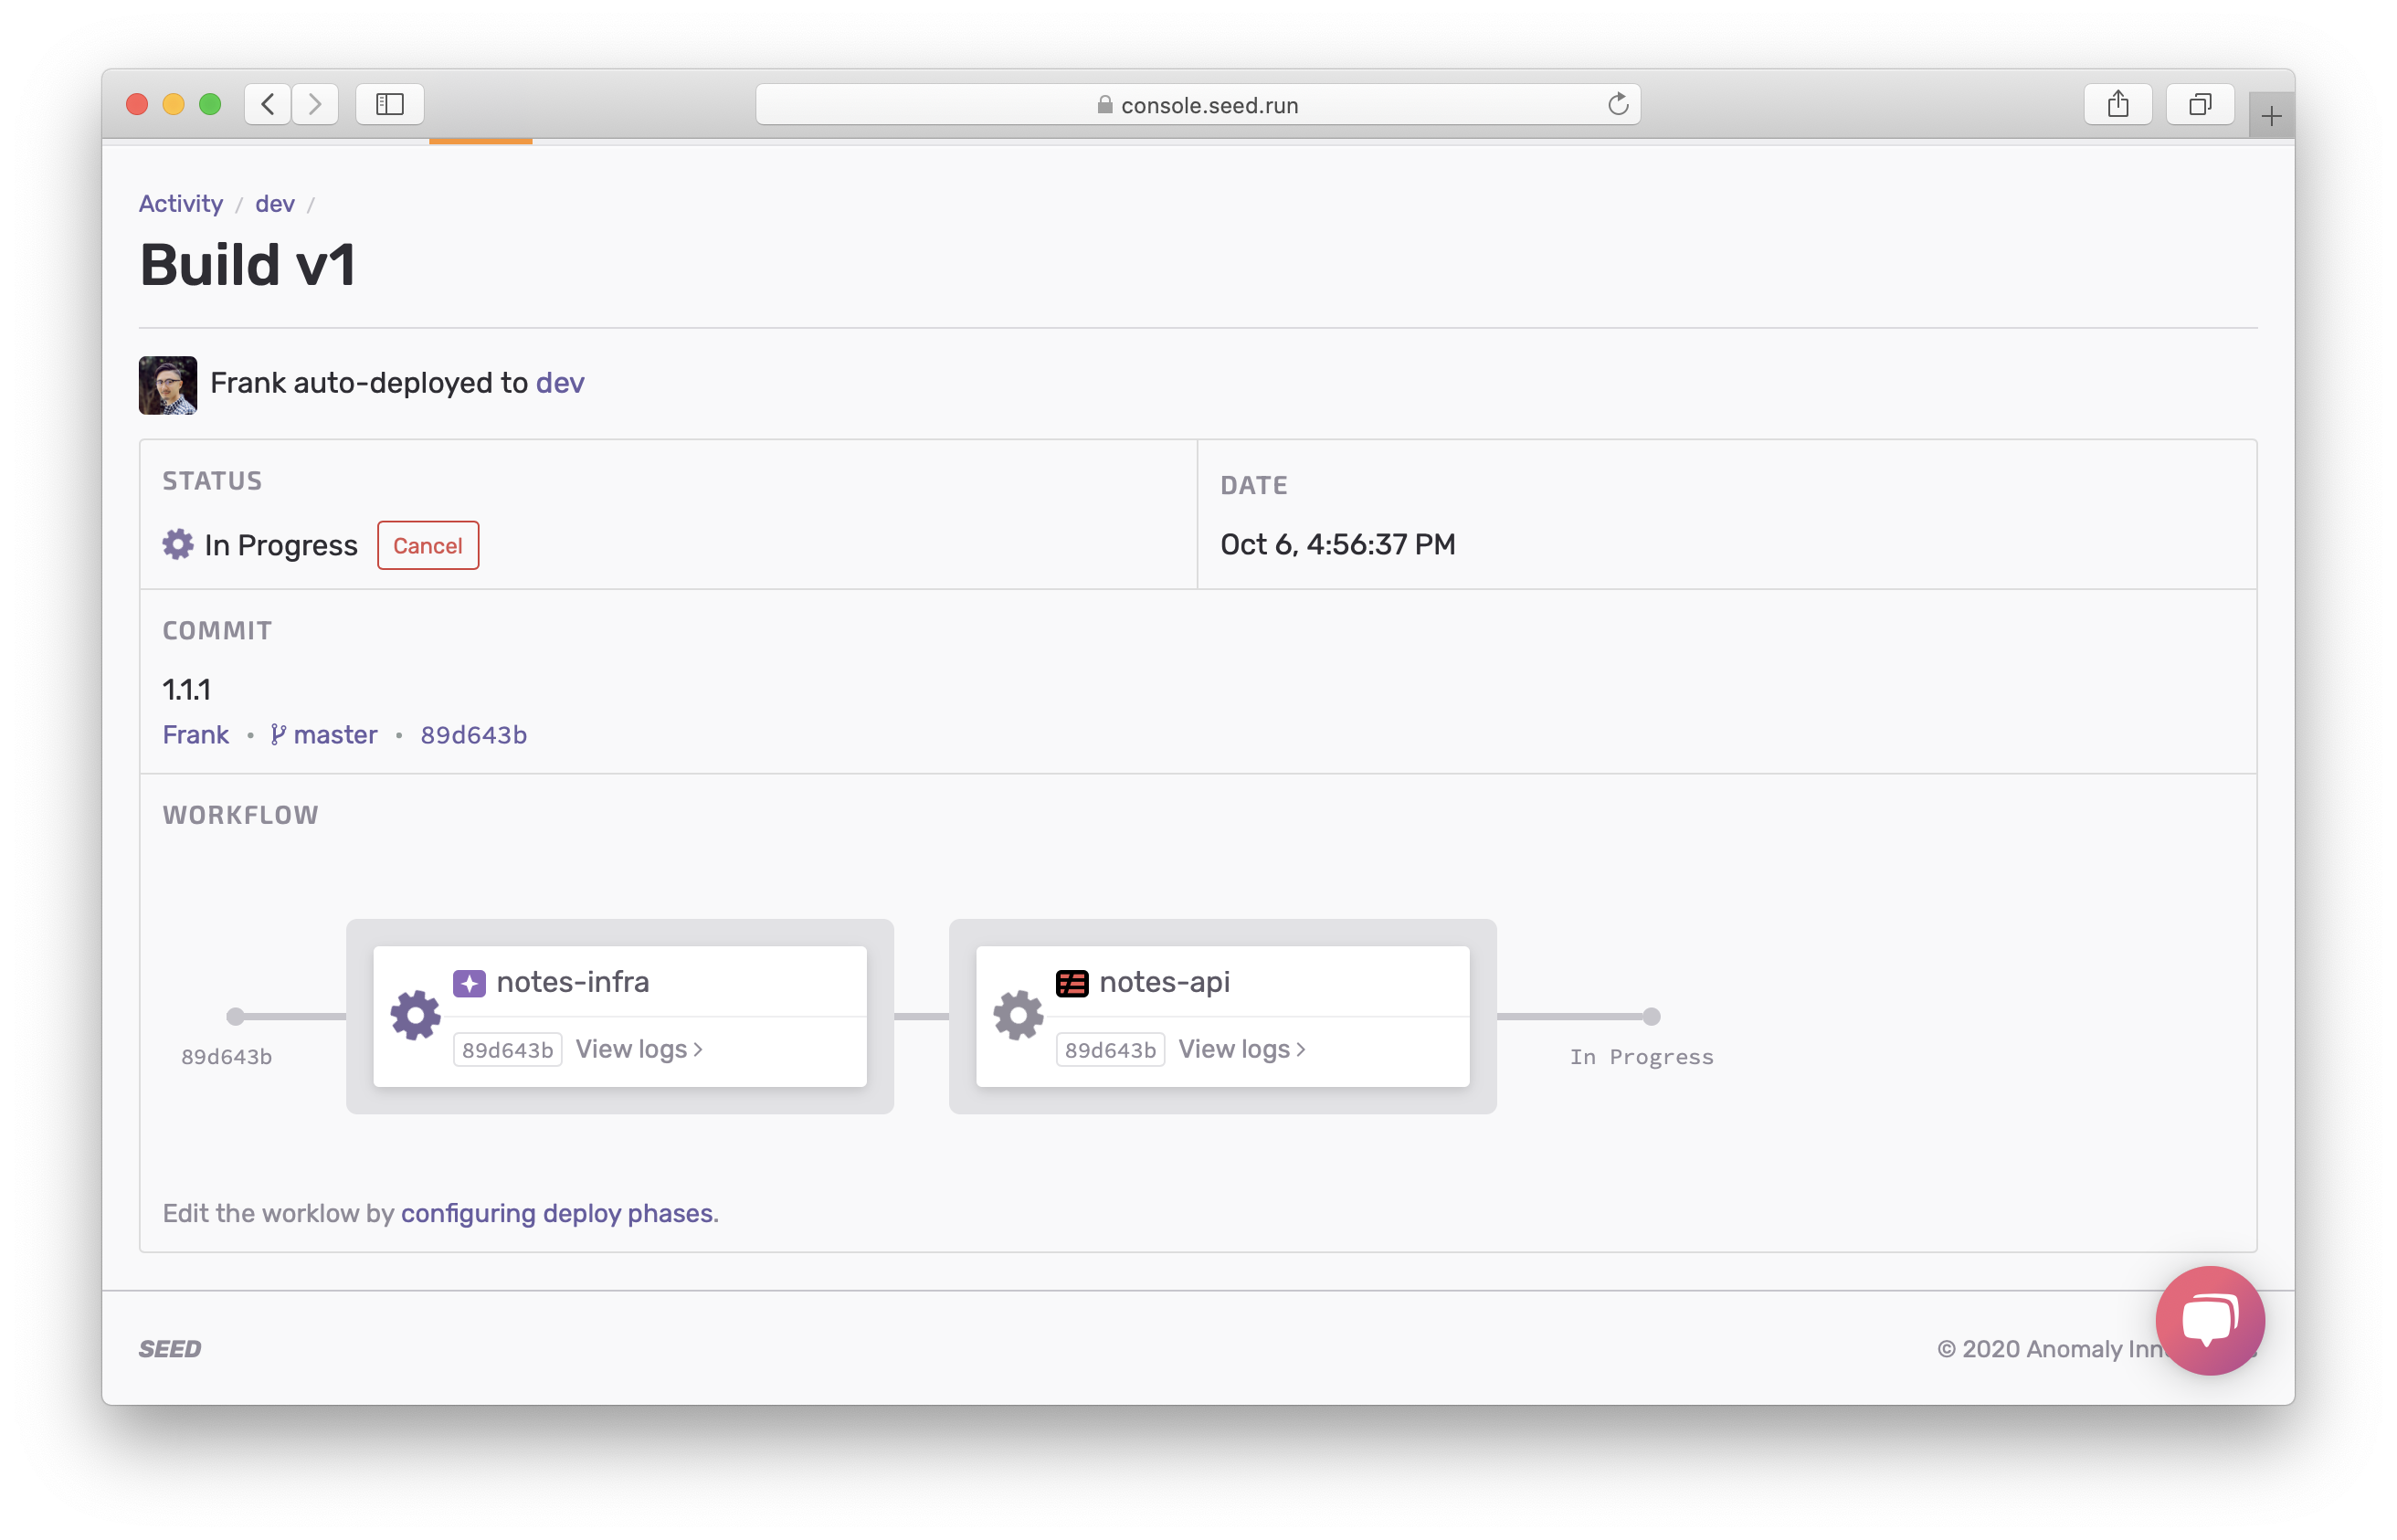 console.seed.run
Activity / dev /
Build v1
Frank auto-deployed to dev
STATUS
In Progress Cancel
DATE
Oct 6, 4:56:37 PM
COMMIT
1.1.1
Frank • master • 89d643b
WORKFLOW
89d643b
notes-infra
89d643b View logs >
notes-api
89d643b View logs >
In Progress
Edit the worklow by configuring deploy phases.
SEED
© 2020 Anomaly